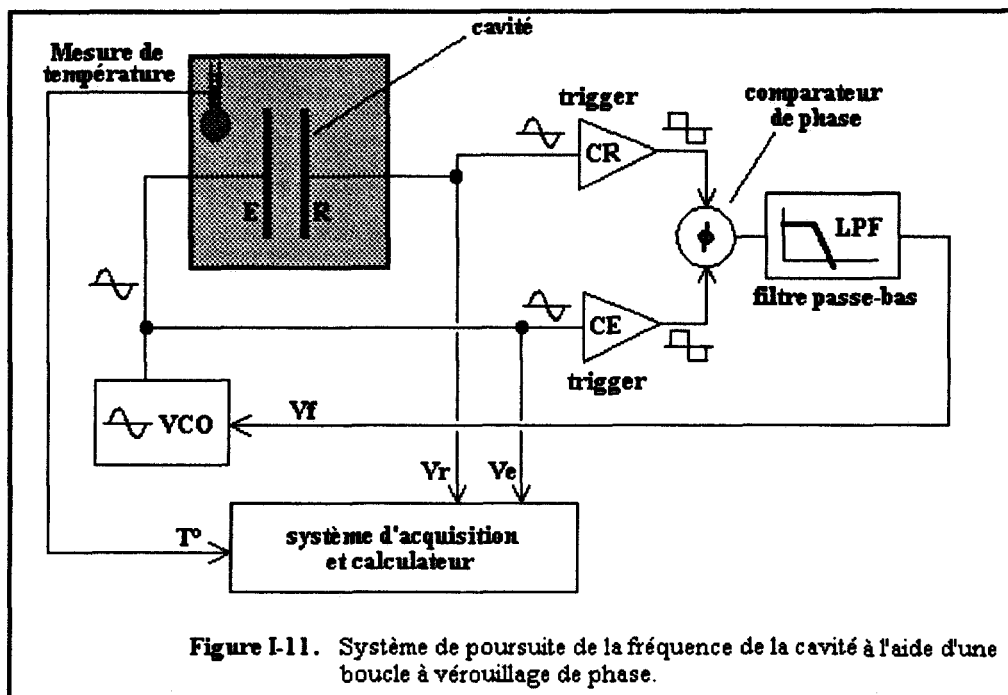 cavité
Mesure de
température
trigger
comparateur
de phase
CR
E R
ϕ
LPF
filtre passe-bas
CE
trigger
VCO
Vf
Vr
Ve
T°
système d'acquisition
et calculateur
Figure I-11. Système de poursuite de la fréquence de la cavité à l'aide d'une
boucle à vérouillage de phase.